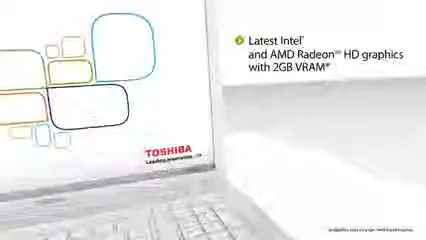 Latest Intel®
and AMD Radeon™ HD graphics
with 2GB VRAM*
TOSHIBA
Leading Innovation >>>